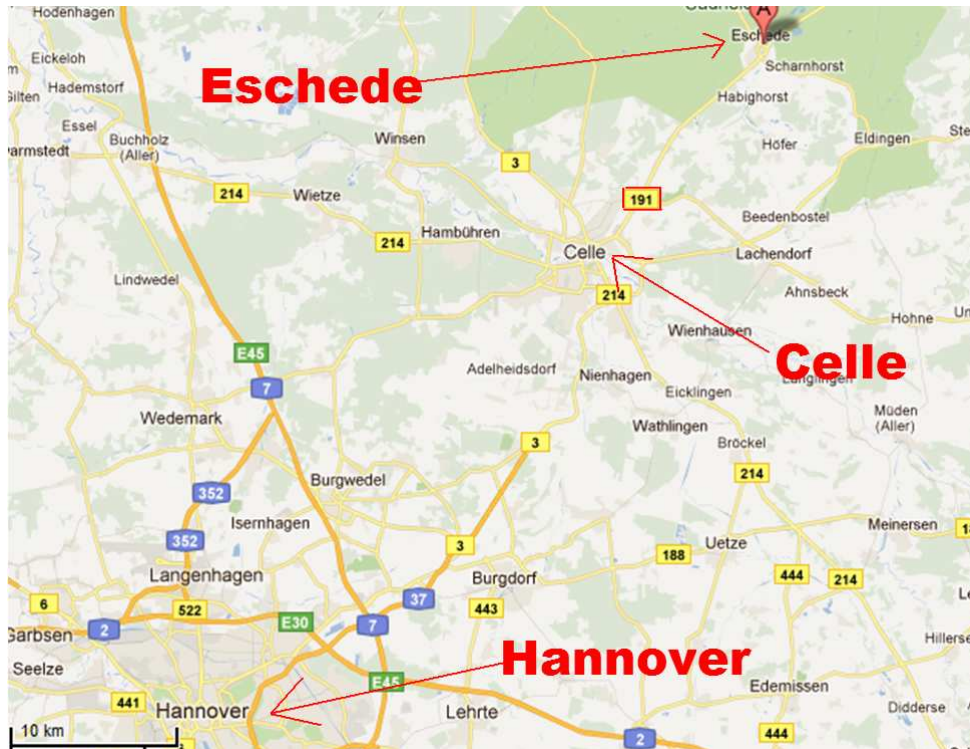 Hodenhagen
A
Eschede
Eschede
Eickeloh
Scharnhorst
Gilten
Hademstorf
Habighorst
Essel
Buchholz
(Aller)
Winsen
Höfer
Eldingen
3
214
Wietze
191
Beedenbostel
214
Hambühren
Celle
Lachendorf
Lindwedel
214
Ahnsbeck
Hohne
Wienhausen
E45
Celle
Adelheidsdorf
Nienhagen
Langlingen
7
Eicklingen
Wedemark
Wathlingen
Müden
(Aller)
3
Bröckel
214
Burgwedel
352
Isernhagen
Meinersen
352
3
188
Uetze
Langenhagen
Burgdorf
444
214
37
6
522
443
E30
2
7
Garbsen
Seelze
Hannover
E45
Edemissen
441
Hannover
Lehrte
Didderse
10 km
2
444